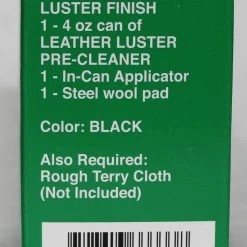 LUSTER FINISH
1 - 4 oz can of
LEATHER LUSTER
PRE-CLEANER
1 - In-Can Applicator
1 - Steel wool pad
Color: BLACK
Also Required:
Rough Terry Cloth
(Not Included)